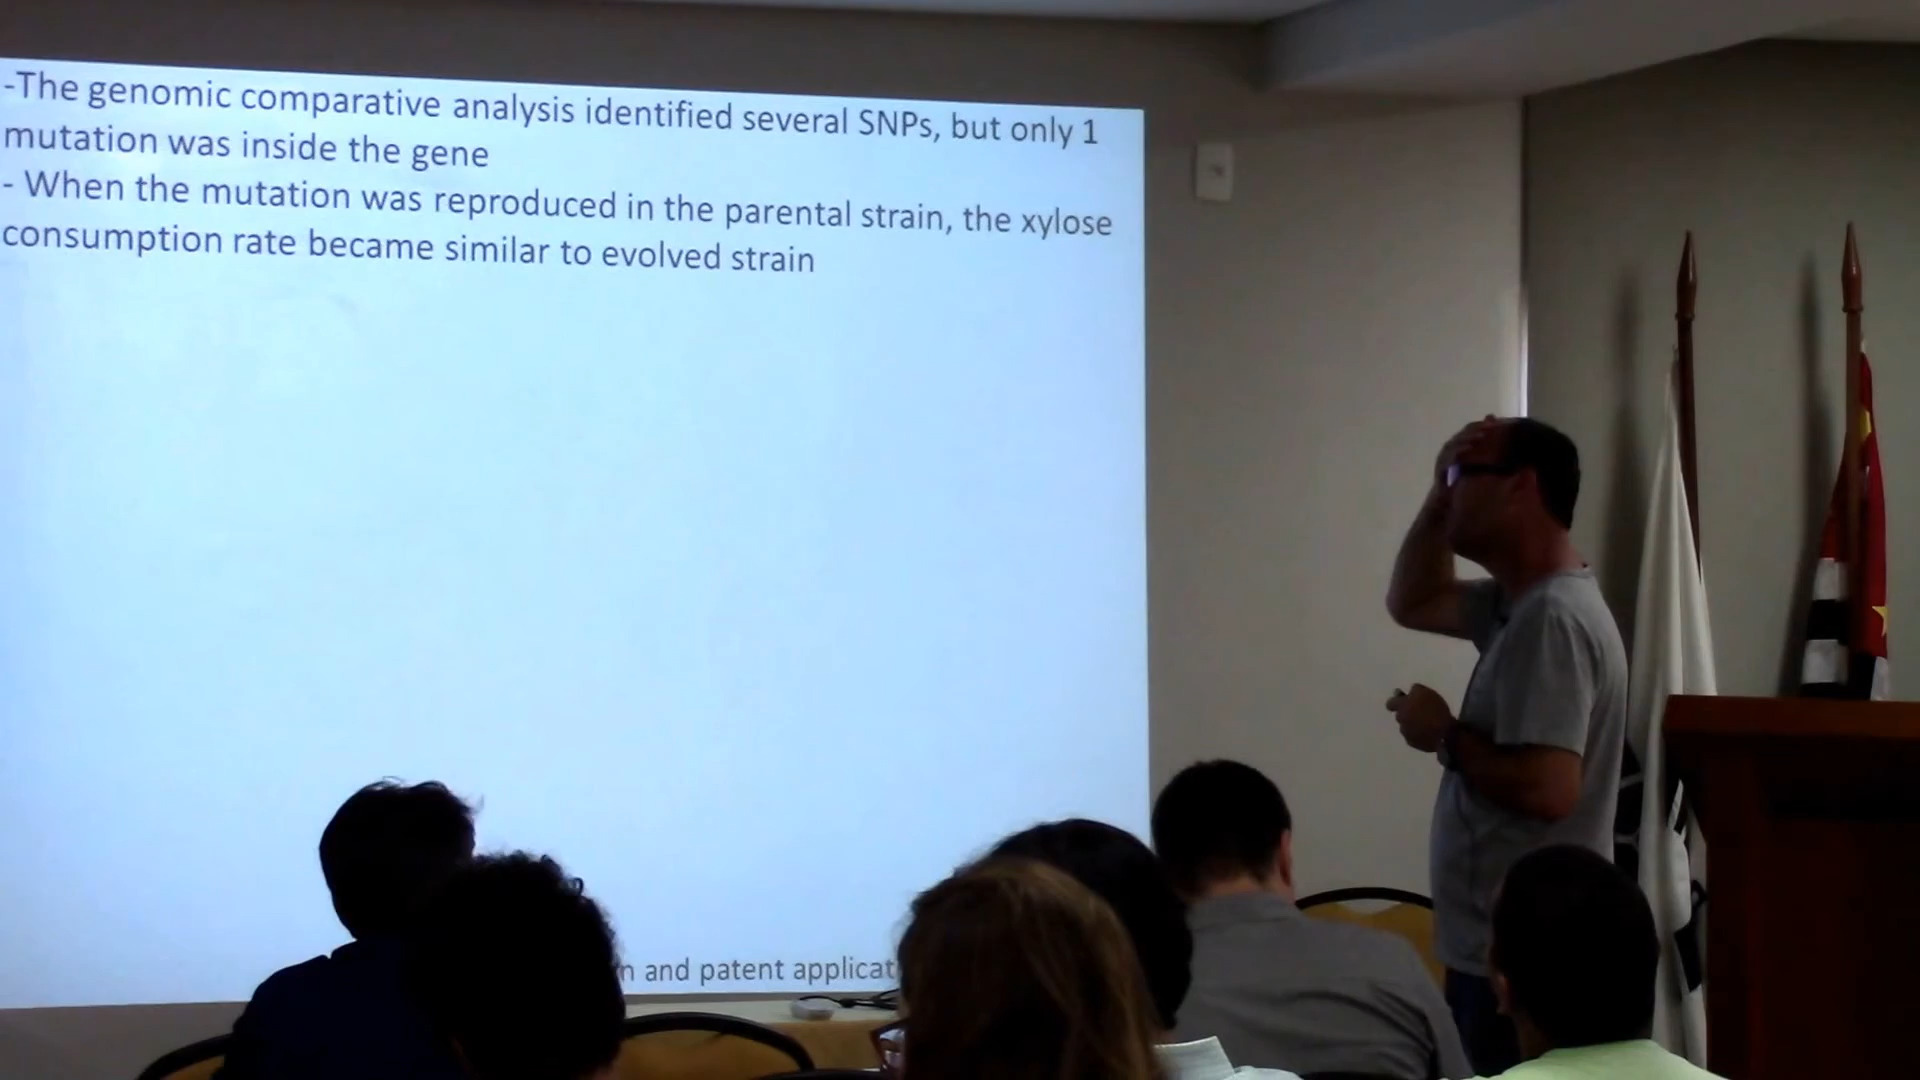 -The genomic comparative analysis identified several SNPs, but only 1
mutation was inside the gene
- When the mutation was reproduced in the parental strain, the xylose
consumption rate became similar to evolved strain
and patent